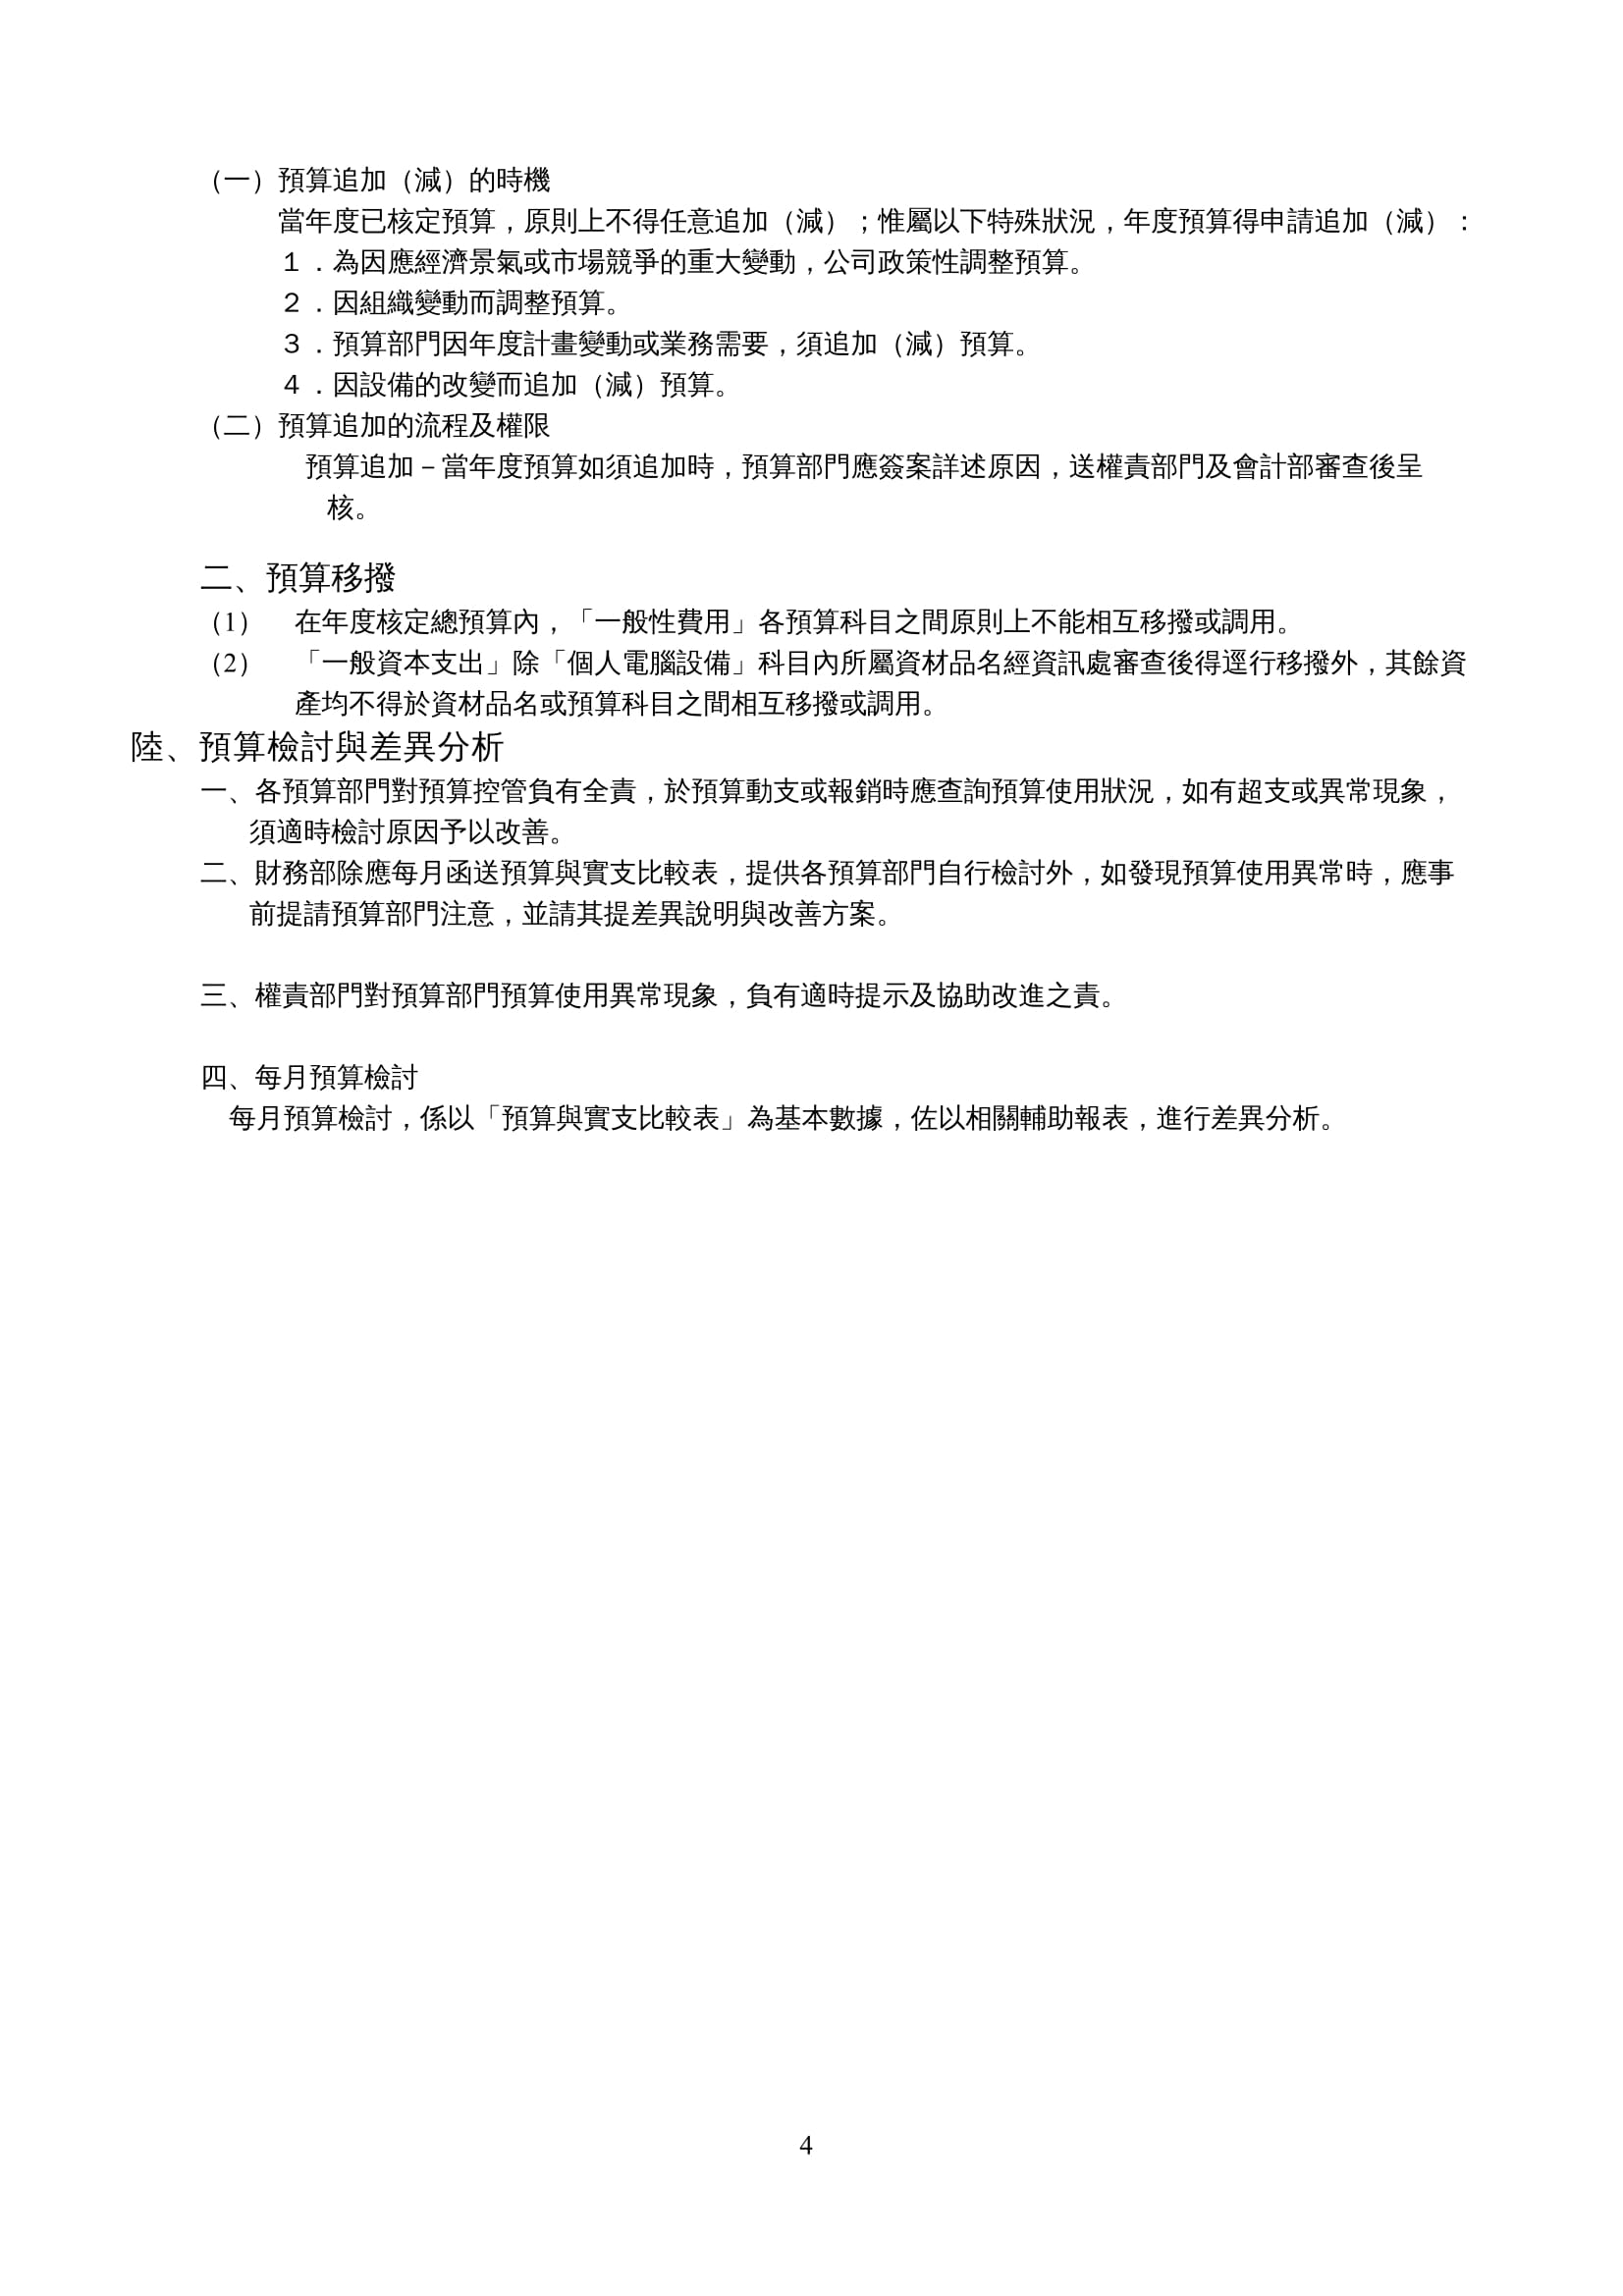 （一）預算追加（減）的時機
當年度已核定預算，原則上不得任意追加（減）；惟屬以下特殊狀況，年度預算得申請追加（減）：
１．為因應經濟景氣或市場競爭的重大變動，公司政策性調整預算。
２．因組織變動而調整預算。
３．預算部門因年度計畫變動或業務需要，須追加（減）預算。
４．因設備的改變而追加（減）預算。
（二）預算追加的流程及權限
預算追加－當年度預算如須追加時，預算部門應簽案詳述原因，送權責部門及會計部審查後呈
核。
二、預算移撥
（1） 在年度核定總預算內，「一般性費用」各預算科目之間原則上不能相互移撥或調用。
（2） 「一般資本支出」除「個人電腦設備」科目內所屬資材品名經資訊處審查後得逕行移撥外，其餘資
產均不得於資材品名或預算科目之間相互移撥或調用。
陸、預算檢討與差異分析
一、各預算部門對預算控管負有全責，於預算動支或報銷時應查詢預算使用狀況，如有超支或異常現象，
須適時檢討原因予以改善。
二、財務部除應每月函送預算與實支比較表，提供各預算部門自行檢討外，如發現預算使用異常時，應事
前提請預算部門注意，並請其提差異說明與改善方案。
三、權責部門對預算部門預算使用異常現象，負有適時提示及協助改進之責。
四、每月預算檢討
每月預算檢討，係以「預算與實支比較表」為基本數據，佐以相關輔助報表，進行差異分析。
4